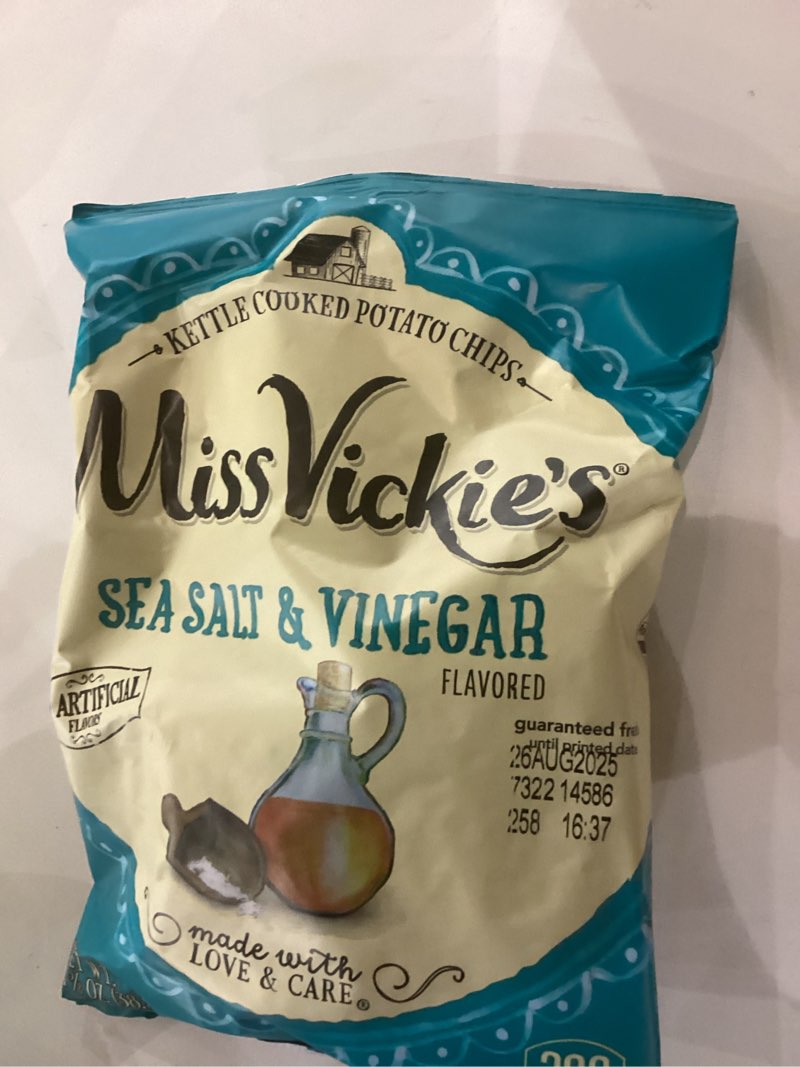 KETTLE COOKED POTATO CHIPS
Miss Vickie's®
SEA SALT & VINEGAR
FLAVORED
ARTIFICIAL
FLAVORS
guaranteed
until printed date
26AUG2025
7322 14586
258 16:37
made with
LOVE & CARE®